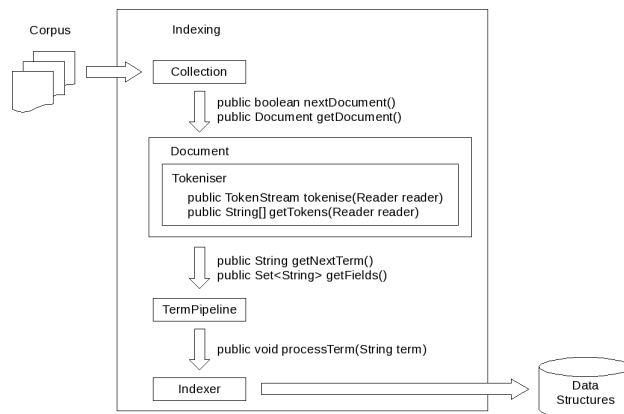 Corpus
Indexing
Collection
public boolean nextDocument()
public Document getDocument()
Document
Tokeniser
public TokenStream tokenise(Reader reader)
public String[] getTokens(Reader reader)
public String getNextTerm()
public Set<String> getFields()
TermPipeline
public void processTerm(String term)
Indexer
Data
Structures